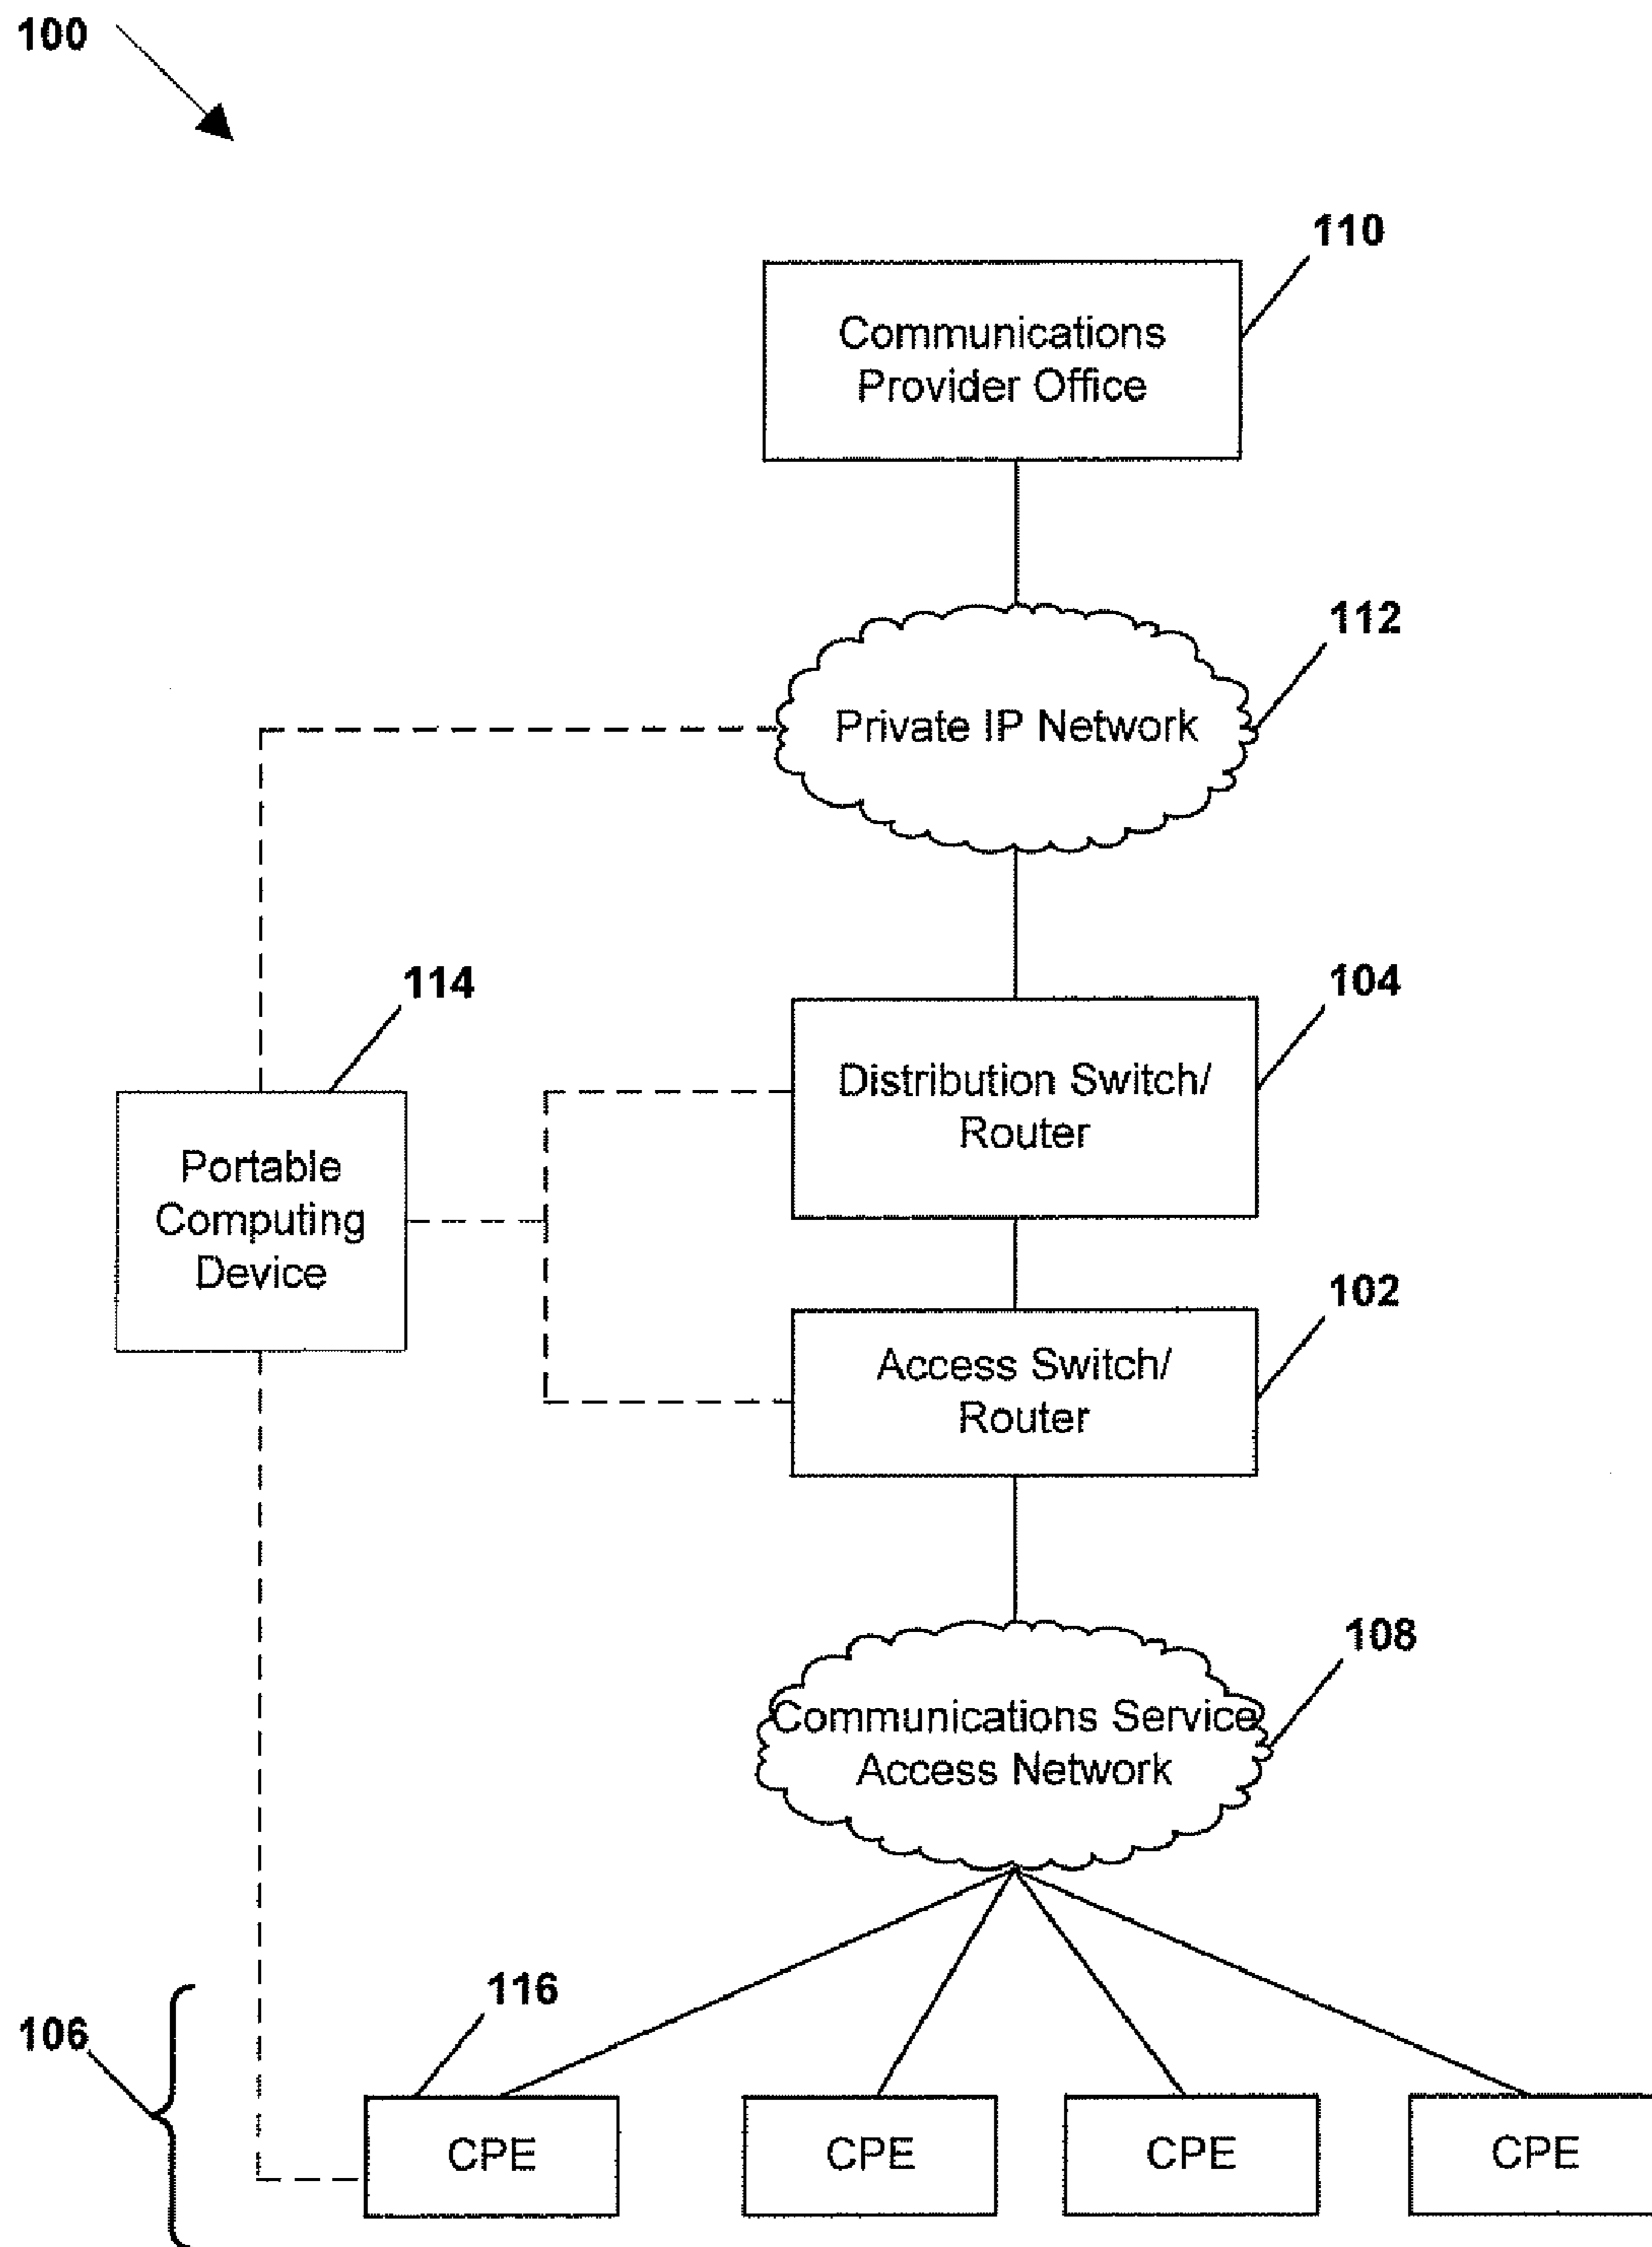 100
110
Communications
Provider Office
112
Private IP Network
114
104
Distribution Switch/
Router
Portable
Computing
Device
102
Access Switch/
Router
108
Communications Service
Access Network
116
106
CPE
CPE
CPE
CPE